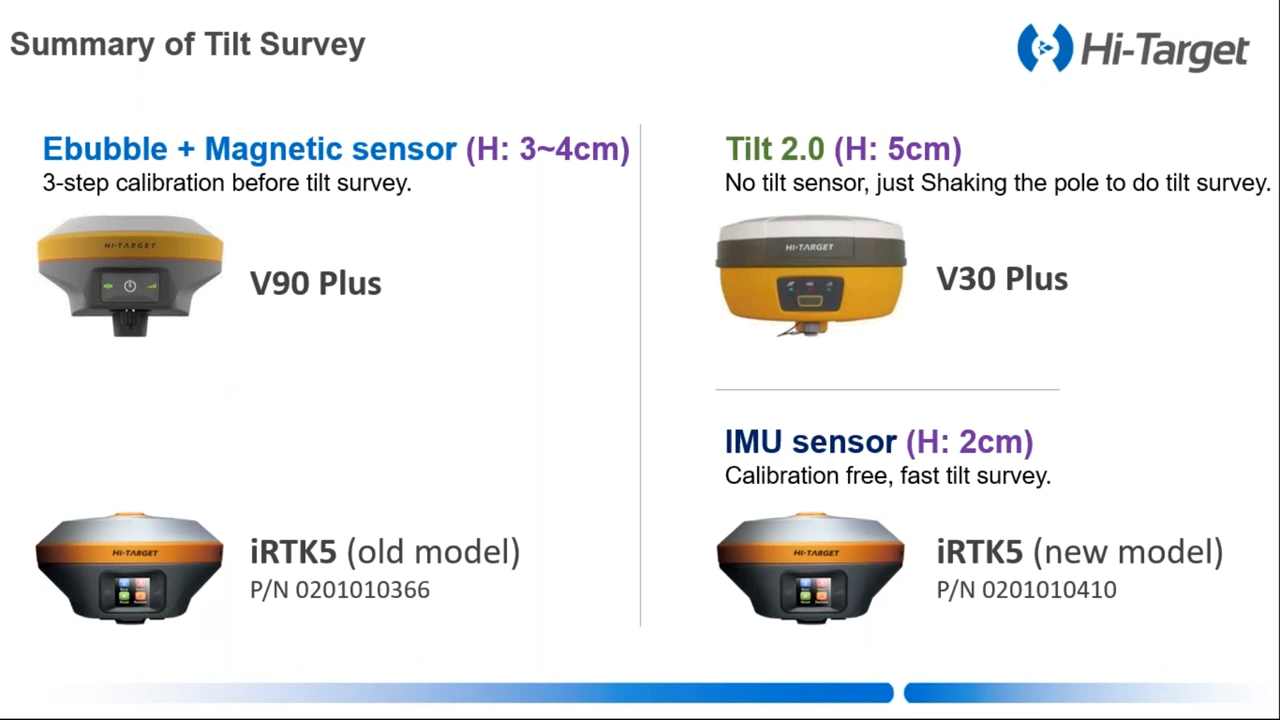 Summary of Tilt Survey
Hi-Target
Ebubble + Magnetic sensor (H: 3~4cm)
3-step calibration before tilt survey.
HI-TARGET
V90 Plus
iRTK5 (old model)
HI-TARGET
P/N 0201010366
Tilt 2.0 (H: 5cm)
No tilt sensor, just Shaking the pole to do tilt survey.
HI-TARGET
V30 Plus
IMU sensor (H: 2cm)
Calibration free, fast tilt survey.
iRTK5 (new model)
HI-TARGET
P/N 0201010410